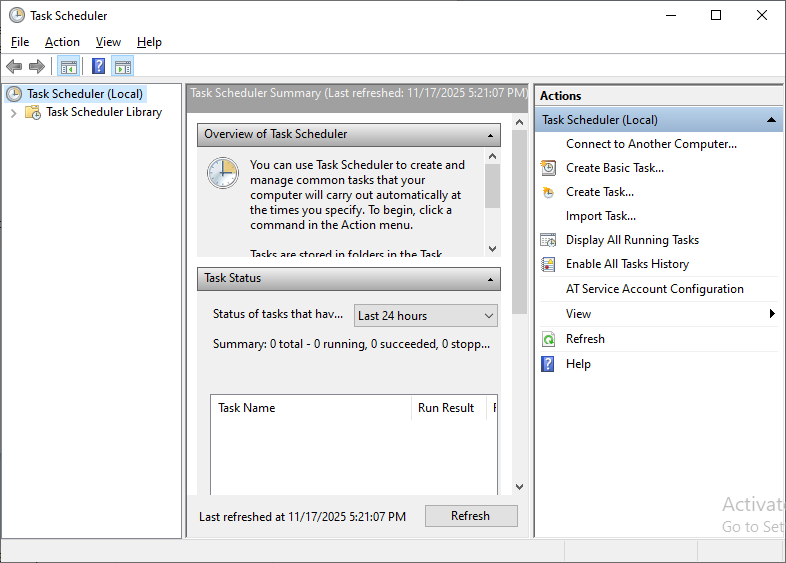 Task Scheduler
File Action View Help
Task Scheduler (Local)
Task Scheduler Library
Task Scheduler Summary (Last refreshed: 11/17/2025 5:21:07 PM)
Overview of Task Scheduler
You can use Task Scheduler to create and
manage common tasks that your
computer will carry out automatically at
the times you specify. To begin, click a
command in the Action menu.
Tasks are stored in folders in the Task
Task Status
Status of tasks that hav... Last 24 hours
Summary: 0 total - 0 running, 0 succeeded, 0 stopp...
Task Name Run Result
Last refreshed at 11/17/2025 5:21:07 PM Refresh
Actions
Task Scheduler (Local)
Connect to Another Computer...
Create Basic Task...
Create Task...
Import Task...
Display All Running Tasks
Enable All Tasks History
AT Service Account Configuration
View
Refresh
Help
Activat
Go to Set